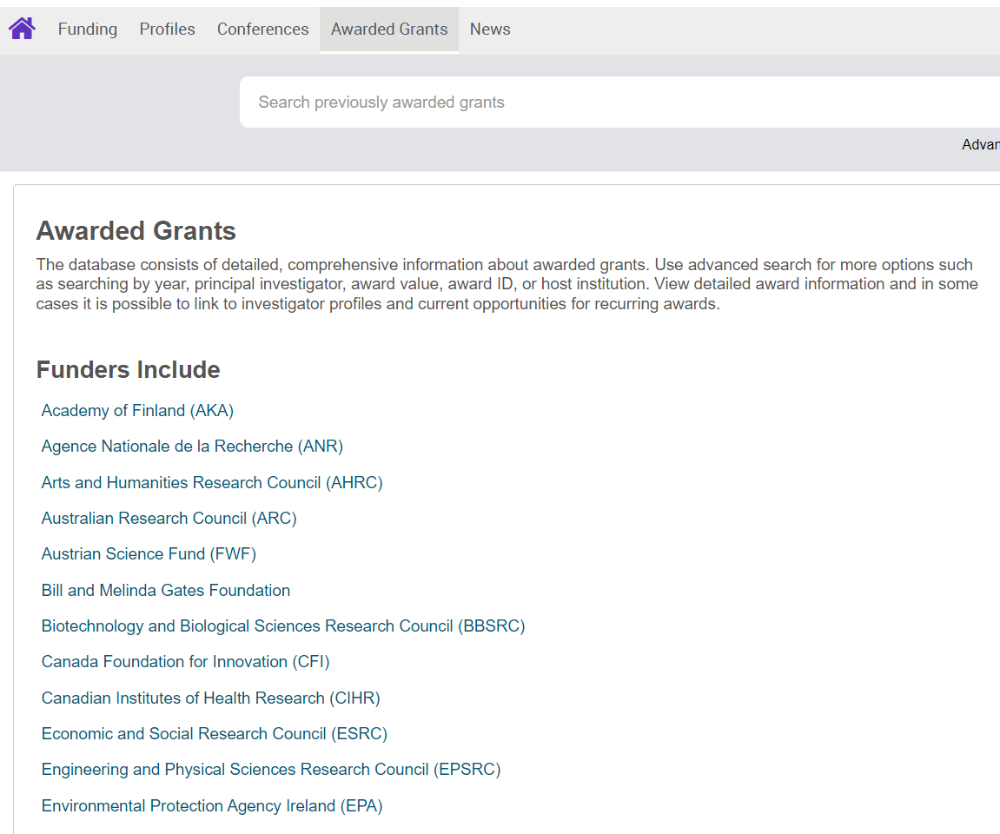 Funding Profiles Conferences Awarded Grants News
Search previously awarded grants
Awarded Grants
The database consists of detailed, comprehensive information about awarded grants. Use advanced search for more options such
as searching by year, principal investigator, award value, award ID, or host institution. View detailed award information and in some
cases it is possible to link to investigator profiles and current opportunities for recurring awards.
Funders Include
Academy of Finland (AKA)
Agence Nationale de la Recherche (ANR)
Arts and Humanities Research Council (AHRC)
Australian Research Council (ARC)
Austrian Science Fund (FWF)
Bill and Melinda Gates Foundation
Biotechnology and Biological Sciences Research Council (BBSRC)
Canada Foundation for Innovation (CFI)
Canadian Institutes of Health Research (CIHR)
Economic and Social Research Council (ESRC)
Engineering and Physical Sciences Research Council (EPSRC)
Environmental Protection Agency Ireland (EPA)